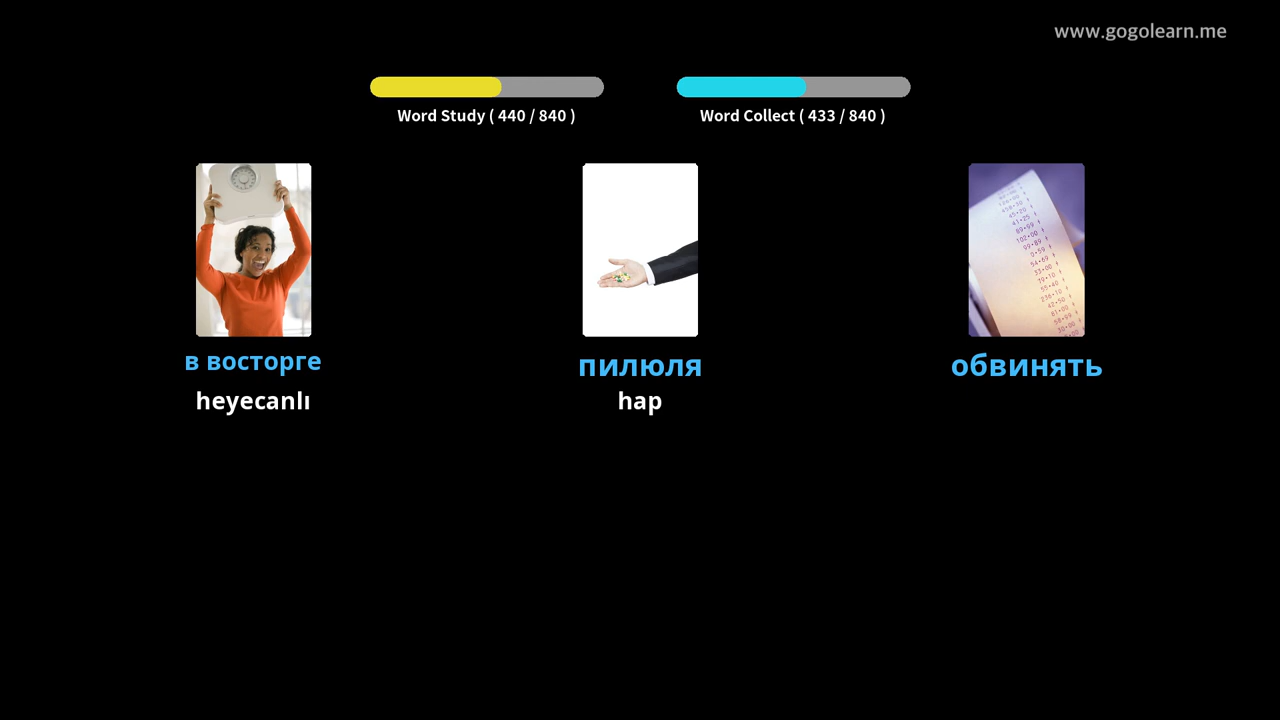 www.gogolearn.me
Word Study ( 440 / 840 )
Word Collect ( 433 / 840 )
в восторге
heyecanlı
пилюля
hap
обвинять